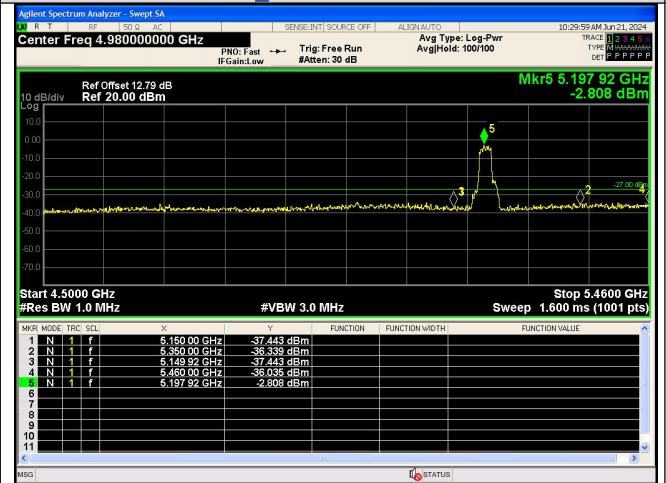 Agilent Spectrum Analyzer - Swept SA
R T RF 50 Ω AC SENSE:INT SOURCE OFF ALIGN AUTO 10:29:59 AM Jun 21, 2024
Center Freq 4.980000000 GHz
PNO: Fast
IFGain:Low
Trig: Free Run
#Atten: 30 dB
Avg Type: Log-Pwr
Avg|Hold: 100/100
TRACE 1 2 3 4 5 6
TYPE M
DET P P P P P P
Mkr5 5.197 92 GHz
-2.808 dBm
Ref Offset 12.79 dB
10 dB/div Ref 20.00 dBm
Log
10.0
0.00
-10.0
-20.0
-30.0
-40.0
-50.0
-60.0
-70.0
5
3
2
4
-27.00 dBm
Start 4.5000 GHz Stop 5.4600 GHz
#Res BW 1.0 MHz #VBW 3.0 MHz Sweep 1.600 ms (1001 pts)
MKR MODE TRC SCL X Y FUNCTION FUNCTION WIDTH FUNCTION VALUE
1 N 1 f 5.150 00 GHz -37.443 dBm
2 N 1 f 5.350 00 GHz -36.339 dBm
3 N 1 f 5.149 92 GHz -37.443 dBm
4 N 1 f 5.460 00 GHz -36.035 dBm
5 N 1 f 5.197 92 GHz -2.808 dBm
6
7
8
9
10
11
MSG STATUS